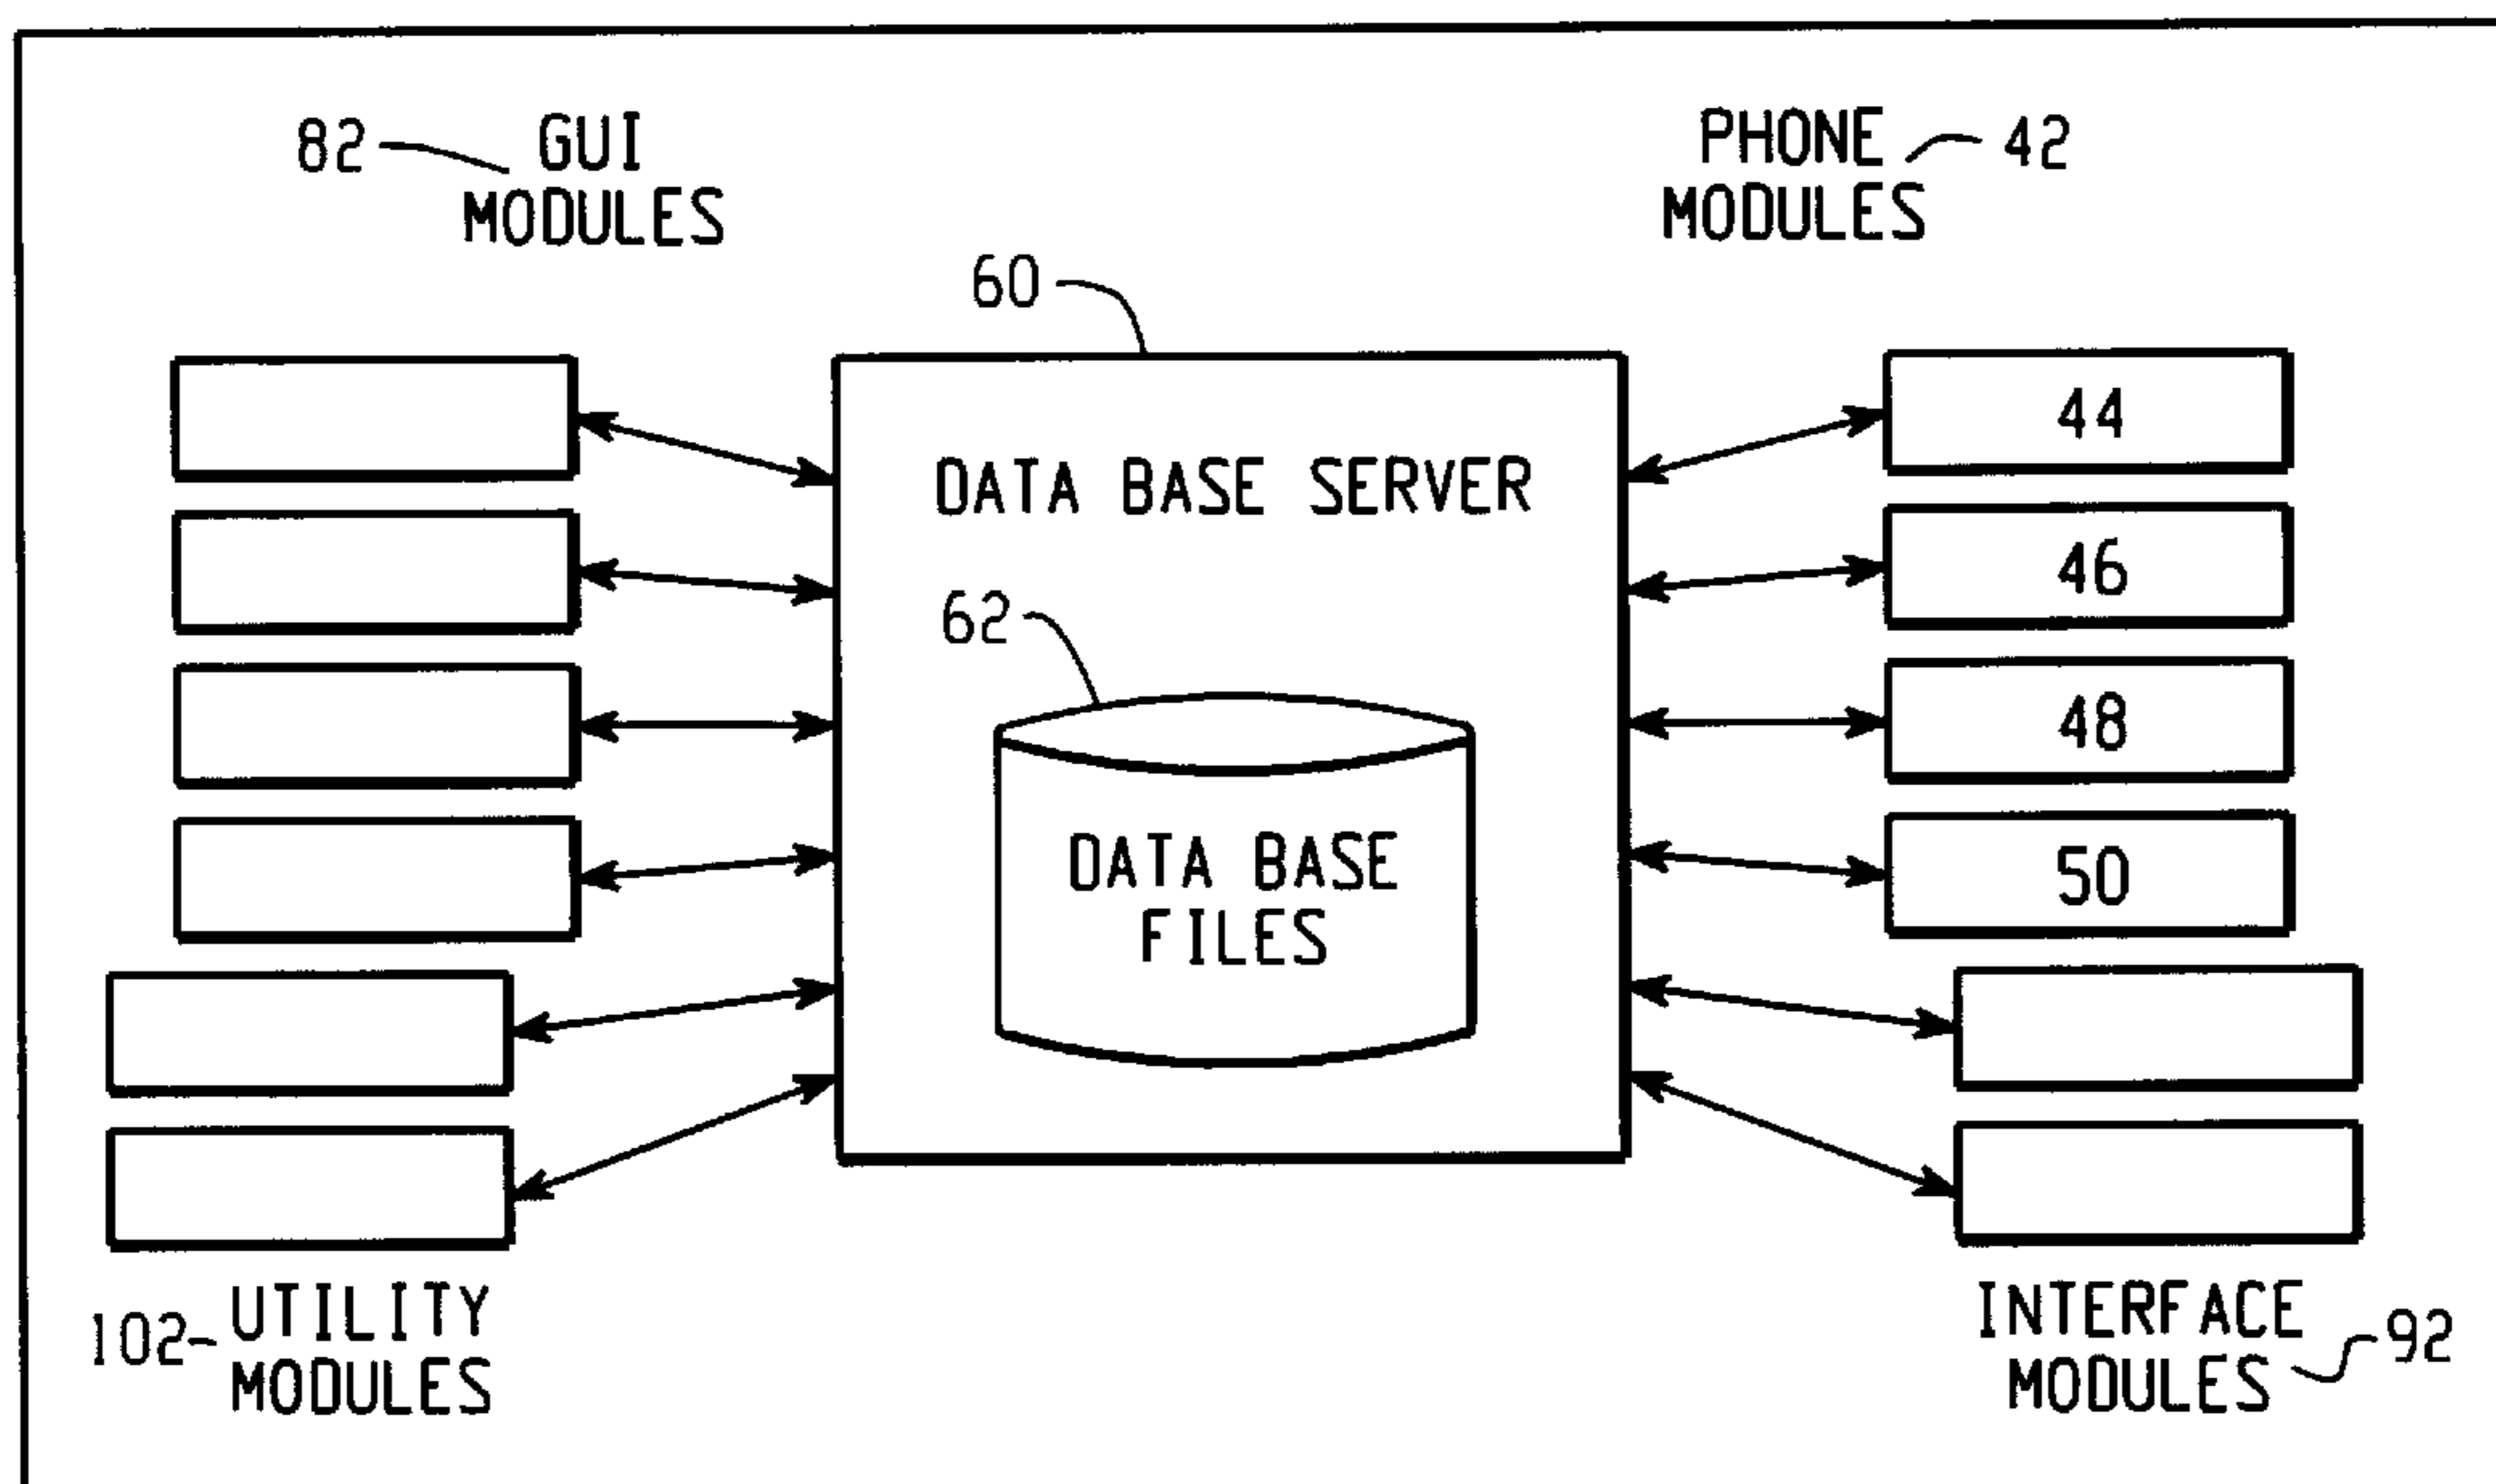 82 GUI
MODULES
PHONE 42
MODULES
60
DATA BASE SERVER
62
DATA BASE
FILES
44
46
48
50
102 UTILITY
MODULES
INTERFACE
MODULES 92